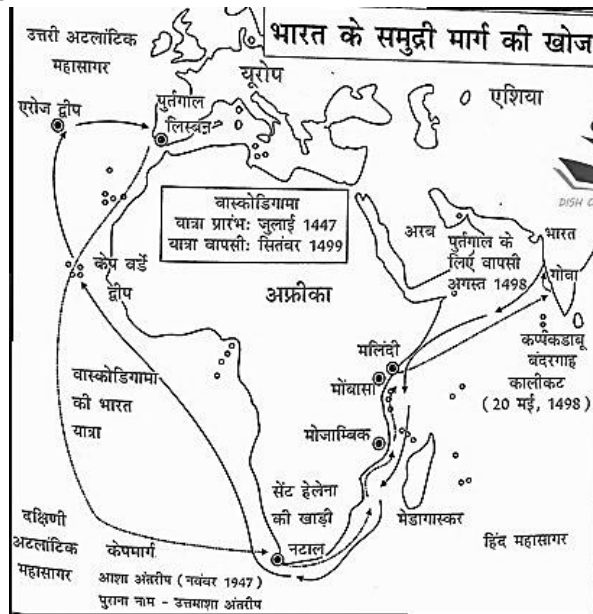 भारत के समुद्री मार्ग की खोज
उत्तरी अटलांटिक
महासागर
यूरोप
एशिया
एरोज द्वीप
पुर्तगाल
लिस्बन
DISH
वास्कोडिगामा
यात्रा प्रारंभः जुलाई 1447
यात्रा वापसीः सितंबर 1499
अरब
भारत
पुर्तगाल के
लिए वापसी
अगस्त 1498
गोवा
केप बर्डे
द्वीप
अफ्रीका
कप्पकडाबू
बंदरगाह
कालीकट
(20 मई, 1498)
मलिंदी
मोंबासा
वास्कोडिगामा
की भारत
यात्रा
मोजाम्बिक
सेंट हेलेना
की खाड़ी
मेडागास्कर
हिंद महासागर
दक्षिणी
अटलांटिक
महासागर
केपमार्ग
नटाल
आशा अंतरीप (नवंबर 1947)
पुराना नाम - उत्तमाशा अंतरीप